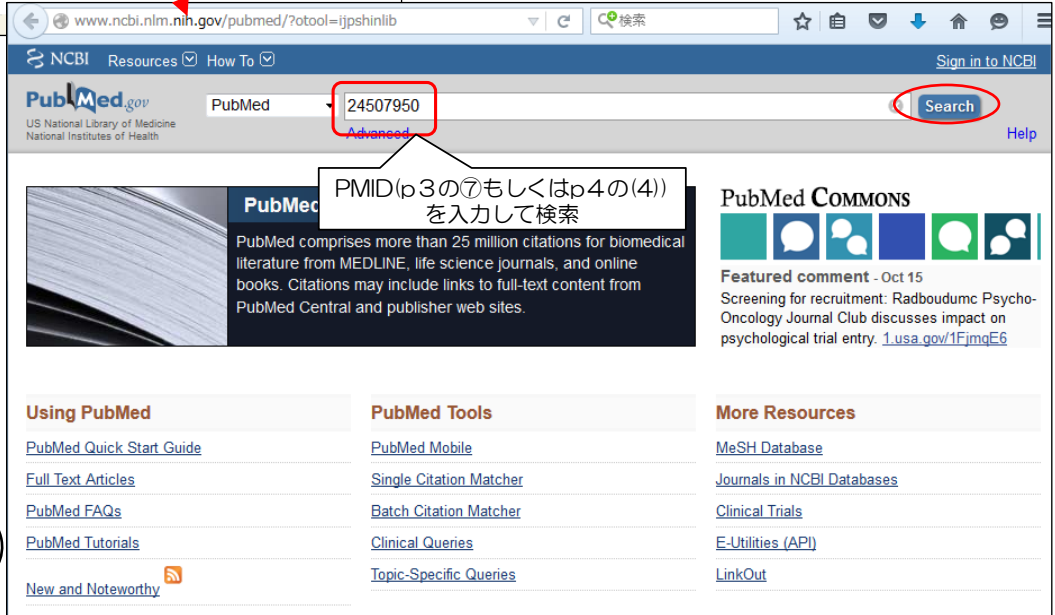 www.ncbi.nlm.nih.gov/pubmed/?otool=ijpshinlib
検索
NCBI Resources How To Sign in to NCBI
PubMed.gov
US National Library of Medicine
National Institutes of Health
PubMed 24507950 Search
Advanced Help
PMID(p3の⑦もしくはp4の(4))
を入力して検索
PubMed
PubMed comprises more than 25 million citations for biomedical
literature from MEDLINE, life science journals, and online
books. Citations may include links to full-text content from
PubMed Central and publisher web sites.
PubMed COMMONS
Featured comment - Oct 15
Screening for recruitment: Radboudumc Psycho-
Oncology Journal Club discusses impact on
psychological trial entry. 1.usa.gov/1FjmqE6
Using PubMed
PubMed Quick Start Guide
Full Text Articles
PubMed FAQs
PubMed Tutorials
New and Noteworthy
PubMed Tools
PubMed Mobile
Single Citation Matcher
Batch Citation Matcher
Clinical Queries
Topic-Specific Queries
More Resources
MeSH Database
Journals in NCBI Databases
Clinical Trials
E-Utilities (API)
LinkOut